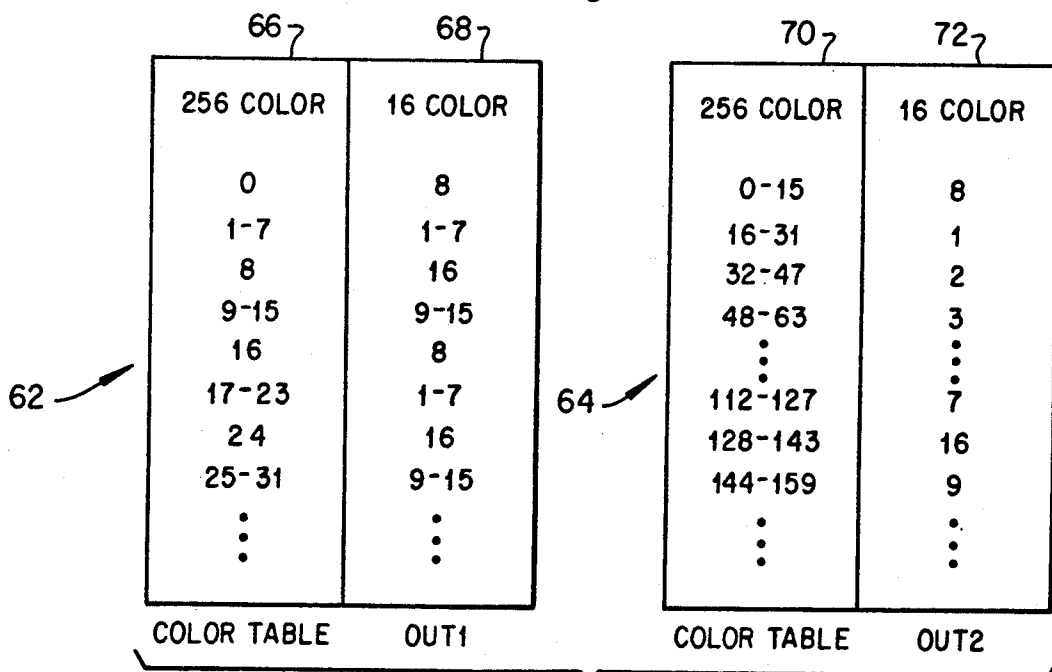 66 68 70 72
256 COLOR 16 COLOR 256 COLOR 16 COLOR
0 8 0-15 8
1-7 1-7 16-31 1
8 16 32-47 2
9-15 9-15 48-63 3
16 8
17-23 1-7 112-127 7
24 16 128-143 16
25-31 9-15 144-159 9
62 64
COLOR TABLE OUT1 COLOR TABLE OUT2